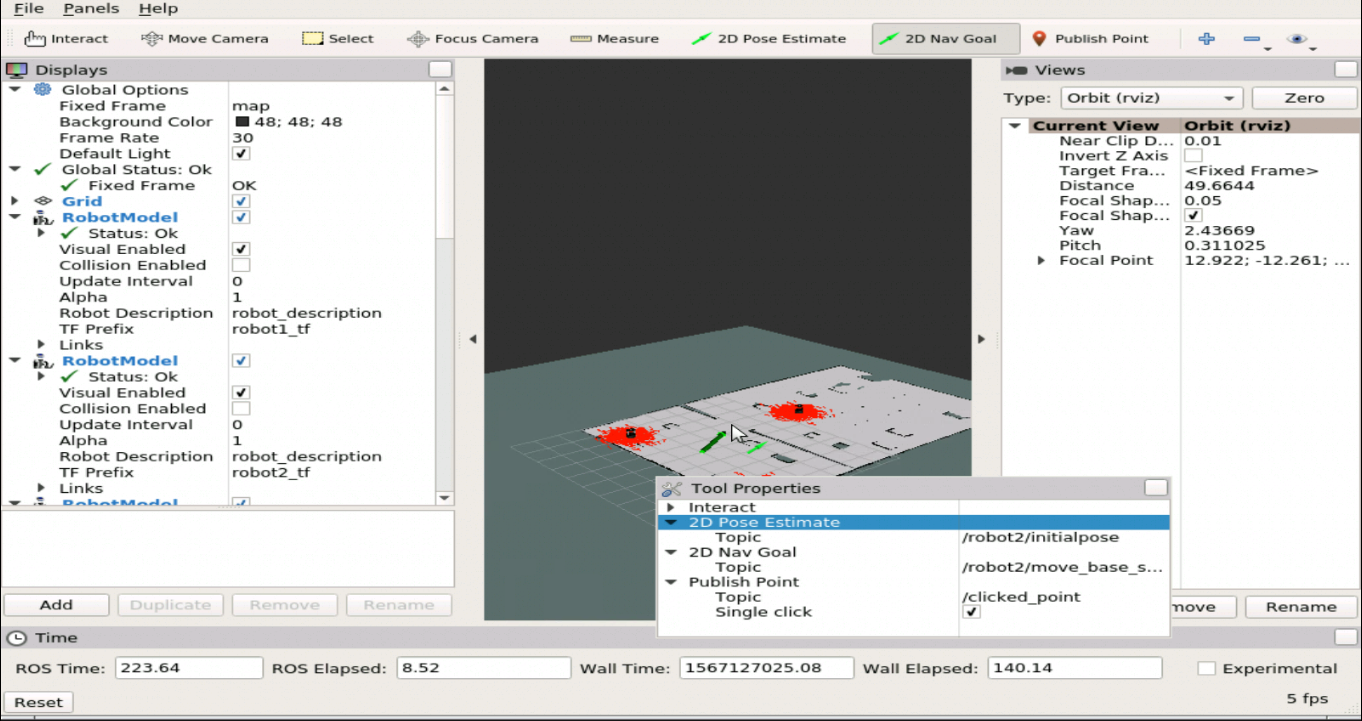 File Panels Help
Interact Move Camera Select Focus Camera Measure 2D Pose Estimate 2D Nav Goal Publish Point
Displays
Global Options
Fixed Frame map
Background Color 48; 48; 48
Frame Rate 30
Default Light
Global Status: Ok
Fixed Frame OK
Grid
RobotModel
Status: Ok
Visual Enabled
Collision Enabled
Update Interval 0
Alpha 1
Robot Description robot_description
TF Prefix robot1_tf
Links
RobotModel
Status: Ok
Visual Enabled
Collision Enabled
Update Interval 0
Alpha 1
Robot Description robot_description
TF Prefix robot2_tf
Links
RobotModel
Add Duplicate Remove Rename
Views
Type: Orbit (rviz) Zero
Current View Orbit (rviz)
Near Clip D... 0.01
Invert Z Axis
Target Fra... <Fixed Frame>
Distance 49.6644
Focal Shap... 0.05
Focal Shap...
Yaw 2.43669
Pitch 0.311025
Focal Point 12.922; -12.261; ...
Tool Properties
Interact
2D Pose Estimate
Topic /robot2/initialpose
2D Nav Goal
Topic /robot2/move_base_s...
Publish Point
Topic /clicked_point
Single click
move Rename
Time
ROS Time: 223.64 ROS Elapsed: 8.52 Wall Time: 1567127025.08 Wall Elapsed: 140.14 Experimental
Reset 5 fps